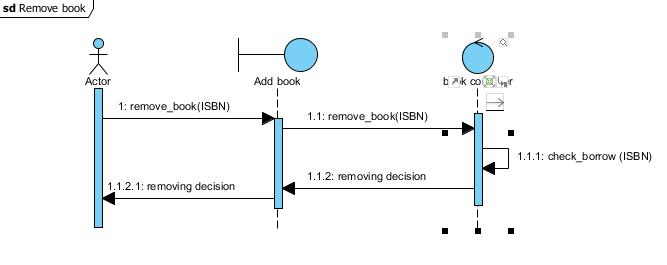 sd Remove book
Actor
Add book
1: remove_book(ISBN)
1.1: remove_book(ISBN)
1.1.1: check_borrow (ISBN)
1.1.2: removing decision
1.1.2.1: removing decision